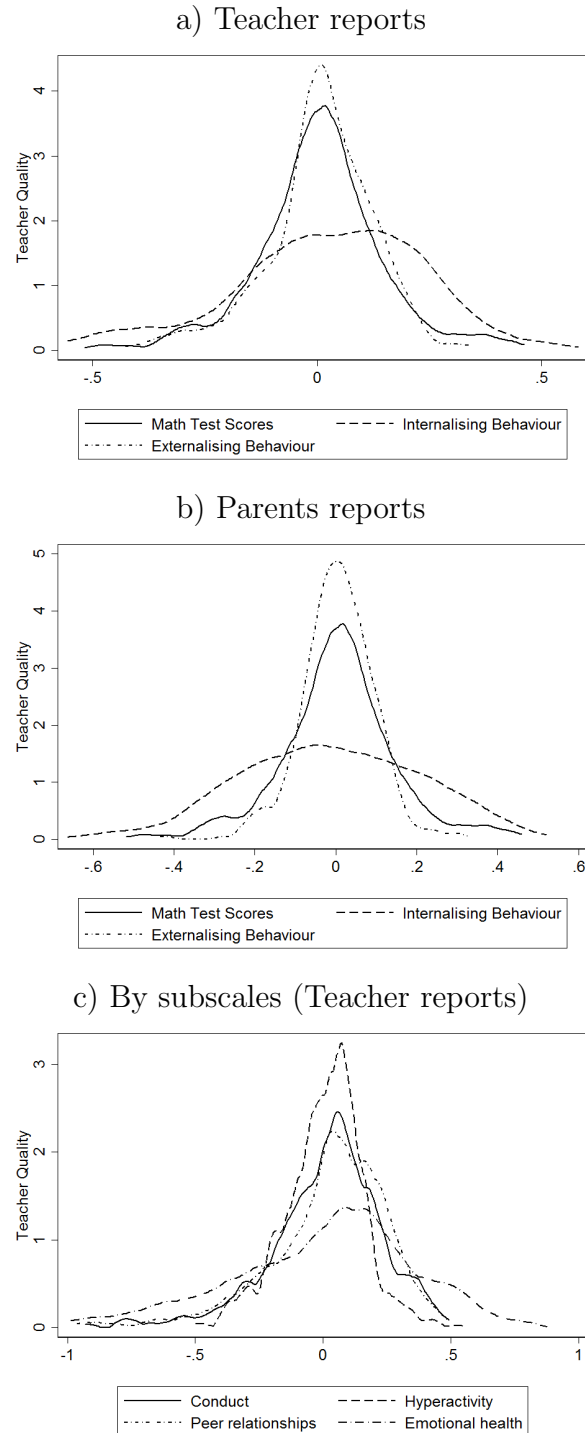 a) Teacher reports
4
3
2
1
0
Teacher Quality
-.5 0 .5
Math Test Scores Internalising Behaviour
Externalising Behaviour
b) Parents reports
5
4
3
2
1
0
Teacher Quality
-.6 -.4 -.2 0 .2 .4 .6
Math Test Scores Internalising Behaviour
Externalising Behaviour
c) By subscales (Teacher reports)
3
2
1
0
Teacher Quality
-1 -.5 0 .5 1
Conduct Hyperactivity
Peer relationships Emotional health